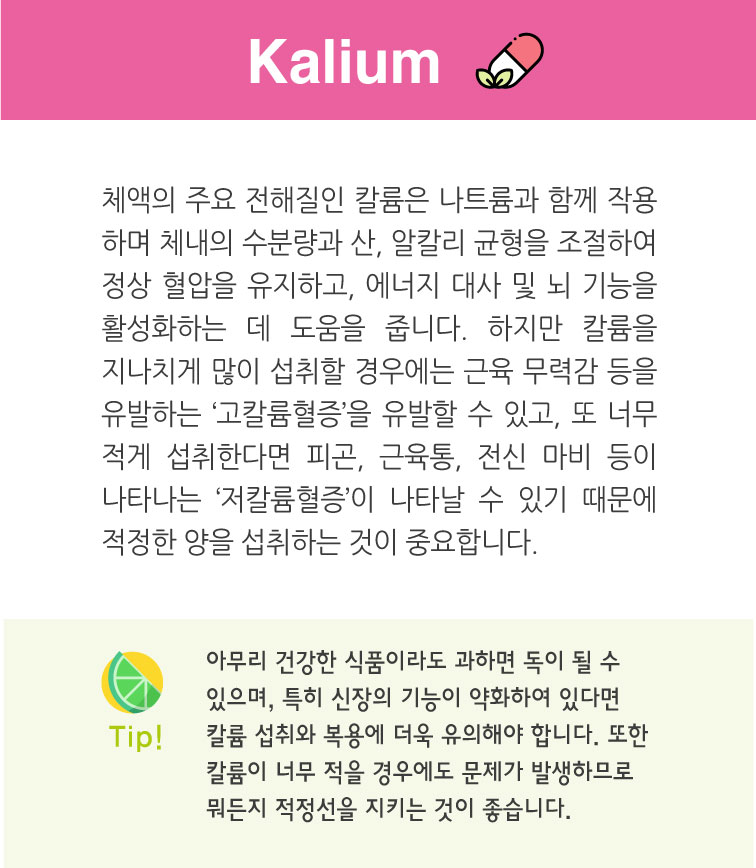 Kalium
체액의 주요 전해질인 칼륨은 나트륨과 함께 작용
하며 체내의 수분량과 산, 알칼리 균형을 조절하여
정상 혈압을 유지하고, 에너지 대사 및 뇌 기능을
활성화하는 데 도움을 줍니다. 하지만 칼륨을
지나치게 많이 섭취할 경우에는 근육 무력감 등을
유발하는 ‘고칼륨혈증’을 유발할 수 있고, 또 너무
적게 섭취한다면 피곤, 근육통, 전신 마비 등이
나타나는 ‘저칼륨혈증’이 나타날 수 있기 때문에
적정한 양을 섭취하는 것이 중요합니다.
Tip!
아무리 건강한 식품이라도 과하면 독이 될 수
있으며, 특히 신장의 기능이 약화하여 있다면
칼륨 섭취와 복용에 더욱 유의해야 합니다. 또한
칼륨이 너무 적을 경우에도 문제가 발생하므로
뭐든지 적정선을 지키는 것이 좋습니다.